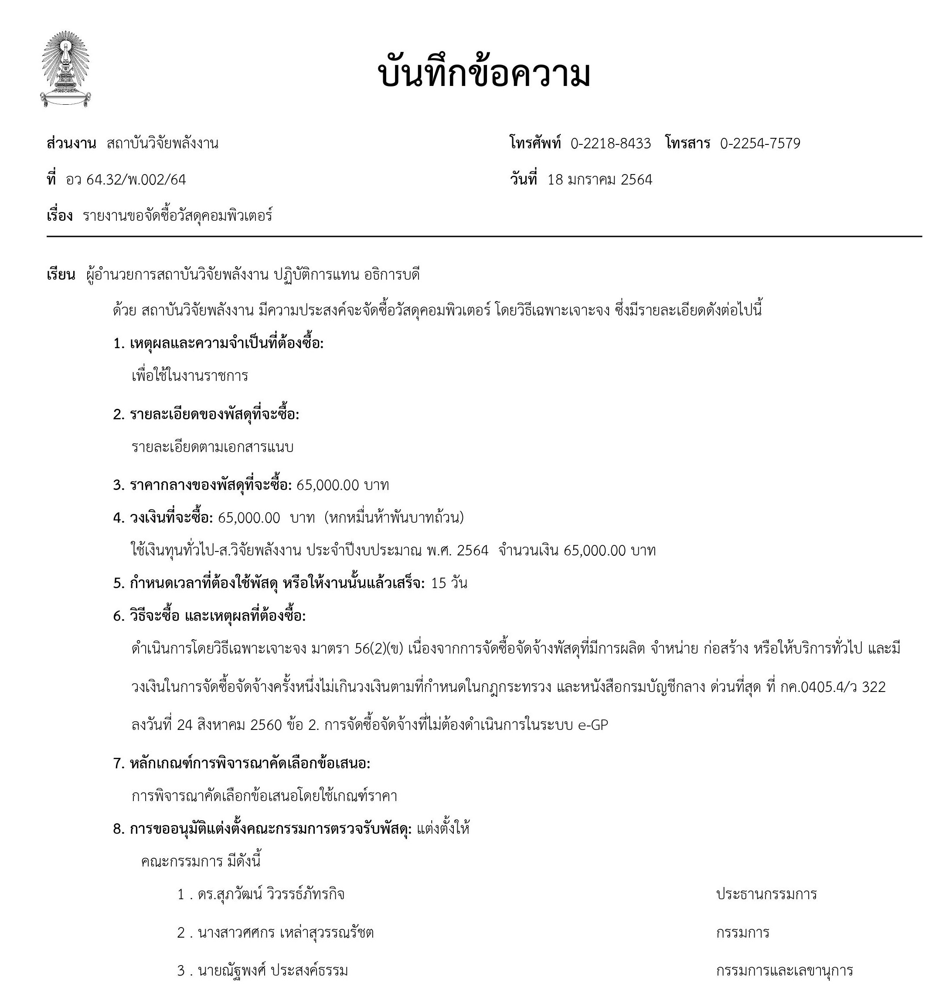 บันทึกข้อความ
ส่วนงาน สถาบันวิจัยพลังงาน โทรศัพท์ 0-2218-8433 โทรสาร 0-2254-7579
ที่ อว 64.32/พ.002/64 วันที่ 18 มกราคม 2564
เรื่อง รายงานขอจัดซื้อวัสดุคอมพิวเตอร์
เรียน ผู้อำนวยการสถาบันวิจัยพลังงาน ปฏิบัติการแทน อธิการบดี
ด้วย สถาบันวิจัยพลังงาน มีความประสงค์จะจัดซื้อวัสดุคอมพิวเตอร์ โดยวิธีเฉพาะเจาะจง ซึ่งมีรายละเอียดดังต่อไปนี้
1. เหตุผลและความจำเป็นที่ต้องซื้อ:
เพื่อใช้ในงานราชการ
2. รายละเอียดของพัสดุที่จะซื้อ:
รายละเอียดตามเอกสารแนบ
3. ราคากลางของพัสดุที่จะซื้อ: 65,000.00 บาท
4. วงเงินที่จะซื้อ: 65,000.00 บาท (หกหมื่นห้าพันบาทถ้วน)
ใช้เงินทุนทั่วไป-ส.วิจัยพลังงาน ประจำปีงบประมาณ พ.ศ. 2564 จำนวนเงิน 65,000.00 บาท
5. กำหนดเวลาที่ต้องใช้พัสดุ หรือให้งานนั้นแล้วเสร็จ: 15 วัน
6. วิธีจะซื้อ และเหตุผลที่ต้องซื้อ:
ดำเนินการโดยวิธีเฉพาะเจาะจง มาตรา 56(2)(ข) เนื่องจากการจัดซื้อจัดจ้างพัสดุที่มีการผลิต จำหน่าย ก่อสร้าง หรือให้บริการทั่วไป และมี
วงเงินในการจัดซื้อจัดจ้างครั้งหนึ่งไม่เกินวงเงินตามที่กำหนดในกฎกระทรวง และหนังสือกรมบัญชีกลาง ด่วนที่สุด ที่ กค.0405.4/ว 322
ลงวันที่ 24 สิงหาคม 2560 ข้อ 2. การจัดซื้อจัดจ้างที่ไม่ต้องดำเนินการในระบบ e-GP
7. หลักเกณฑ์การพิจารณาคัดเลือกข้อเสนอ:
การพิจารณาคัดเลือกข้อเสนอโดยใช้เกณฑ์ราคา
8. การขออนุมัติแต่งตั้งคณะกรรมการตรวจรับพัสดุ: แต่งตั้งให้
คณะกรรมการ มีดังนี้
1 . ดร.สุภวัฒน์ วิวรรธ์ภัทรกิจ ประธานกรรมการ
2 . นางสาวศศกร เหล่าสุวรรณรัชต กรรมการ
3 . นายณัฐพงศ์ ประสงค์ธรรม กรรมการและเลขานุการ